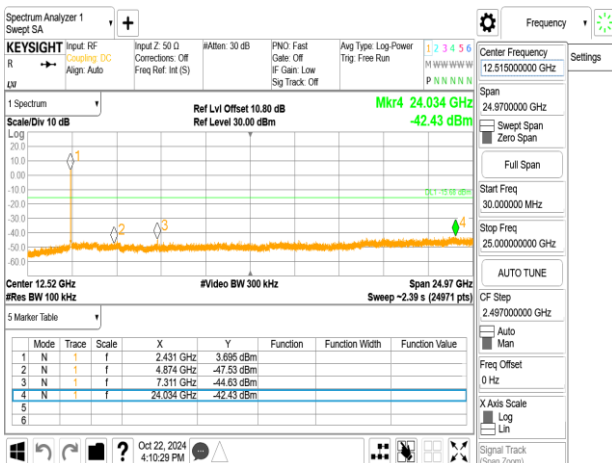 Spectrum Analyzer 1
Swept SA
Frequency
KEYSIGHT
R
Input: RF
Coupling: DC
Align: Auto
Input Z: 50 Ω
Corrections: Off
Freq Ref: Int (S)
#Atten: 30 dB
PNO: Fast
Gate: Off
IF Gain: Low
Sig Track: Off
Avg Type: Log-Power
Trig: Free Run
1 2 3 4 5 6
M W W W W W
P N N N N N
1 Spectrum
Scale/Div 10 dB
Ref Lvl Offset 10.80 dB
Ref Level 30.00 dBm
Mkr4 24.034 GHz
-42.43 dBm
Log
20.0
10.0
0.00
-10.0
-20.0
-30.0
-40.0
-50.0
-60.0
1
2
3
4
Center 12.52 GHz
#Res BW 100 kHz
#Video BW 300 kHz
Span 24.97 GHz
Sweep ~2.39 s (24971 pts)
5 Marker Table
Mode Trace Scale X Y Function Function Width Function Value
1 N 1 f 2.431 GHz 3.695 dBm
2 N 1 f 4.874 GHz -47.53 dBm
3 N 1 f 7.311 GHz -44.63 dBm
4 N 1 f 24.034 GHz -42.43 dBm
5
6
Oct 22, 2024
4:10:29 PM
Center Frequency
12.515000000 GHz
Settings
Span
24.9700000 GHz
Swept Span
Zero Span
Full Span
Start Freq
30.000000 MHz
Stop Freq
25.000000000 GHz
AUTO TUNE
CF Step
2.497000000 GHz
Auto
Man
Freq Offset
0 Hz
X Axis Scale
Log
Lin
Signal Track
(Span Zoom)